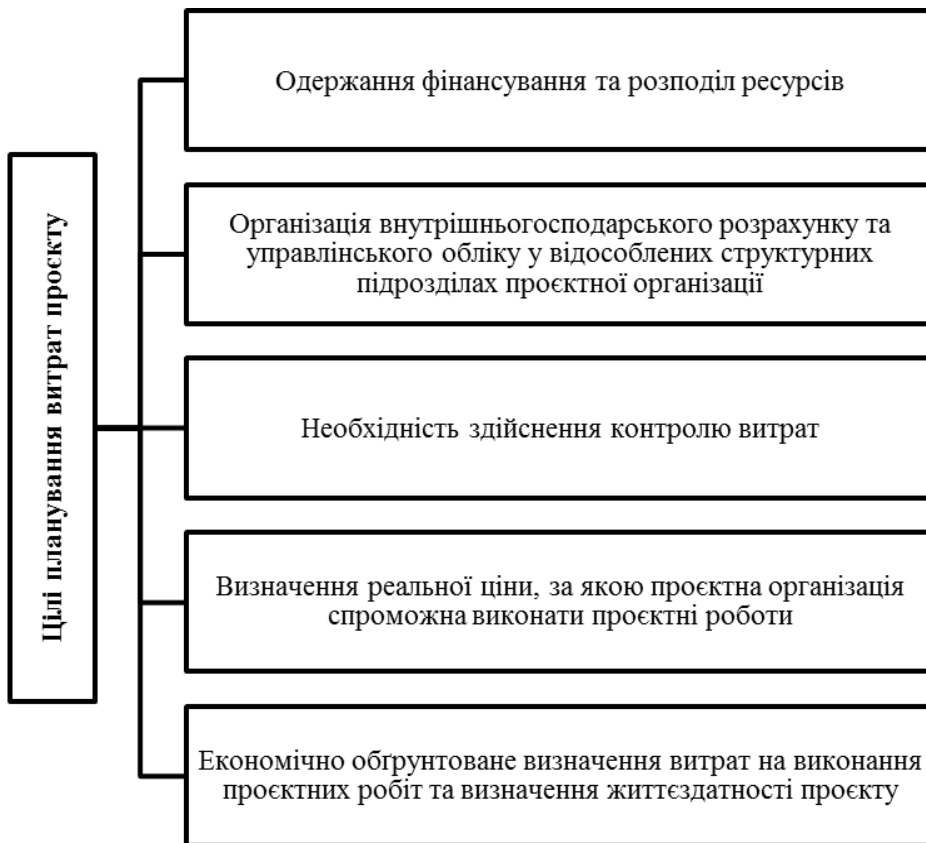 Цілі планування витрат проєкту
Одержання фінансування та розподіл ресурсів
Організація внутрішньогосподарського розрахунку та
управлінського обліку у відособлених структурних
підрозділах проєктної організації
Необхідність здійснення контролю витрат
Визначення реальної ціни, за якою проєктна організація
спроможна виконати проєктні роботи
Економічно обґрунтоване визначення витрат на виконання
проєктних робіт та визначення життєздатності проєкту